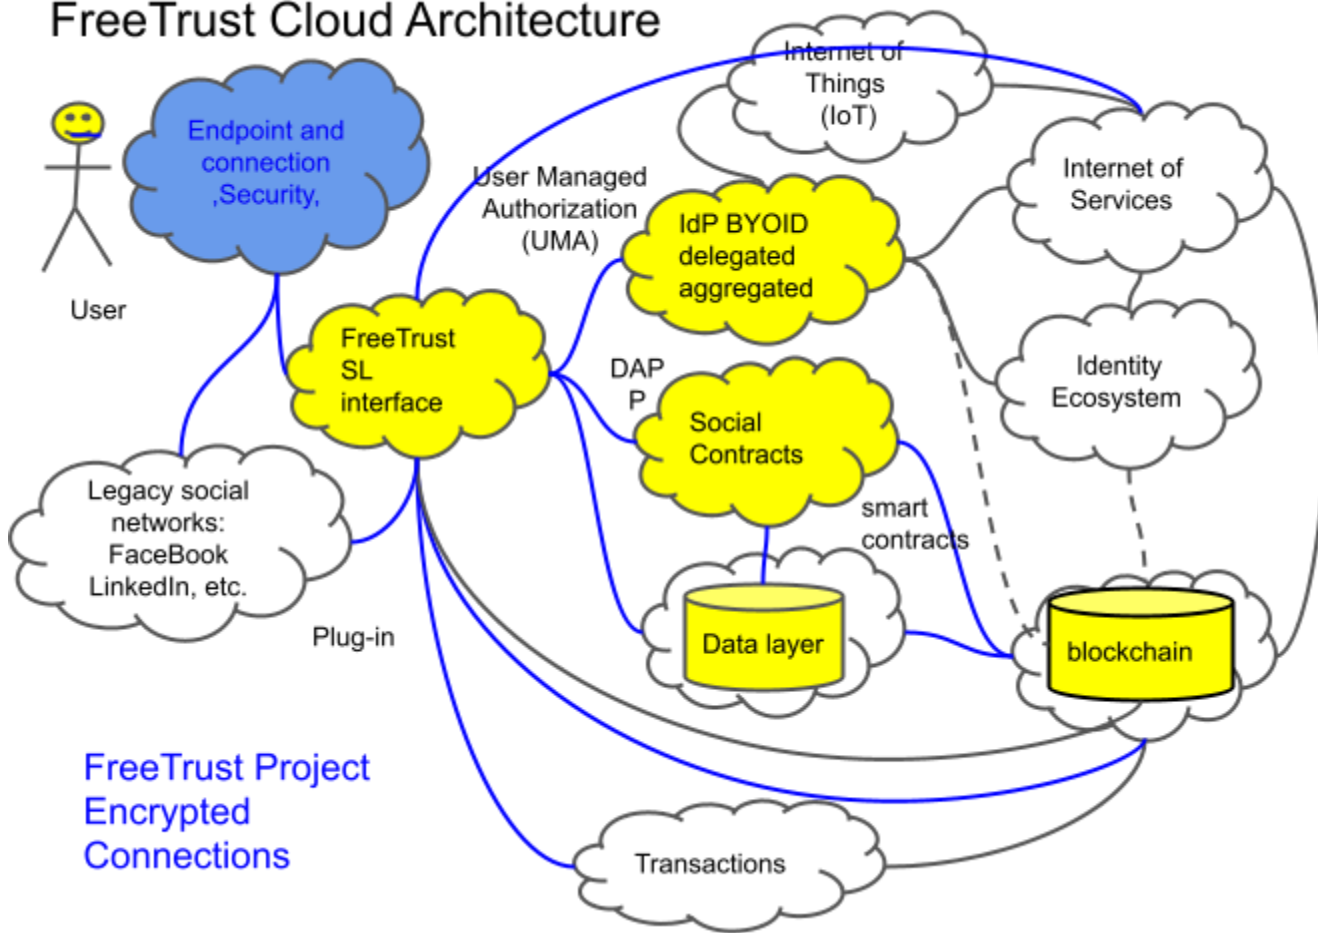 FreeTrust Cloud Architecture
Internet of
Things
(IoT)
Endpoint and
connection
,Security,
User
User Managed
Authorization
(UMA)
IdP BYOID
delegated
aggregated
Internet of
Services
FreeTrust
SL
interface
DAP
P
Social
Contracts
Identity
Ecosystem
Legacy social
networks:
FaceBook
LinkedIn, etc.
Plug-in
smart
contracts
Data layer
blockchain
FreeTrust Project
Encrypted
Connections
Transactions